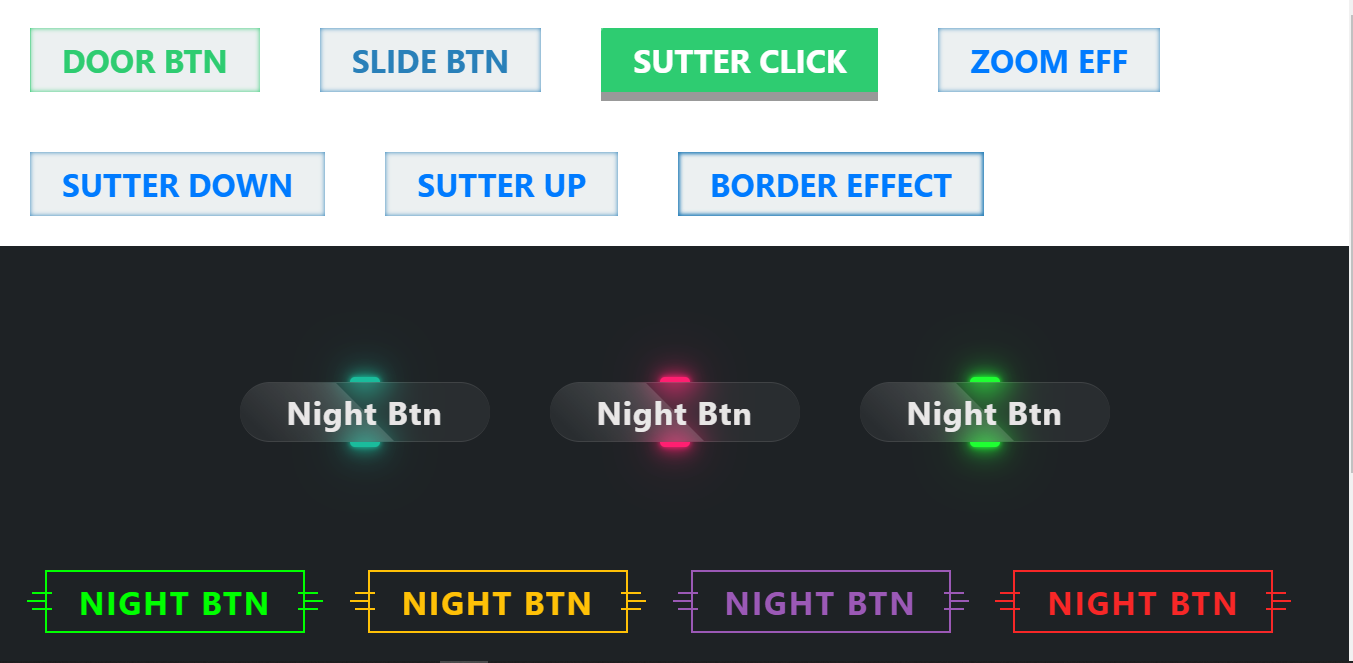 DOOR BTN SLIDE BTN SUTTER CLICK ZOOM EFF
SUTTER DOWN SUTTER UP BORDER EFFECT
Night Btn Night Btn Night Btn
NIGHT BTN NIGHT BTN NIGHT BTN NIGHT BTN